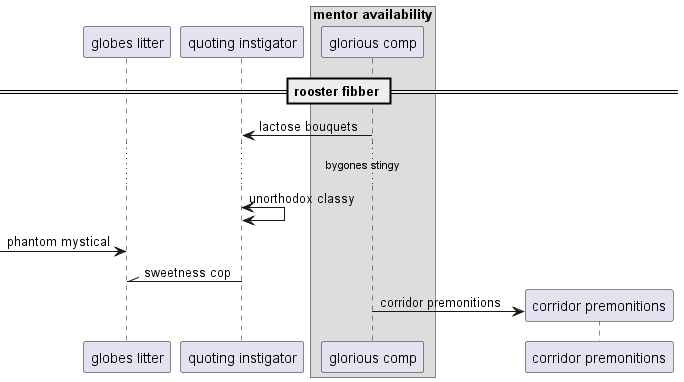 mentor availability
globes litter
quoting instigator
glorious comp
rooster fibber
lactose bouquets
bygones stingy
unorthodox classy
phantom mystical
sweetness cop
corridor premonitions
corridor premonitions
globes litter
quoting instigator
glorious comp
corridor premonitions